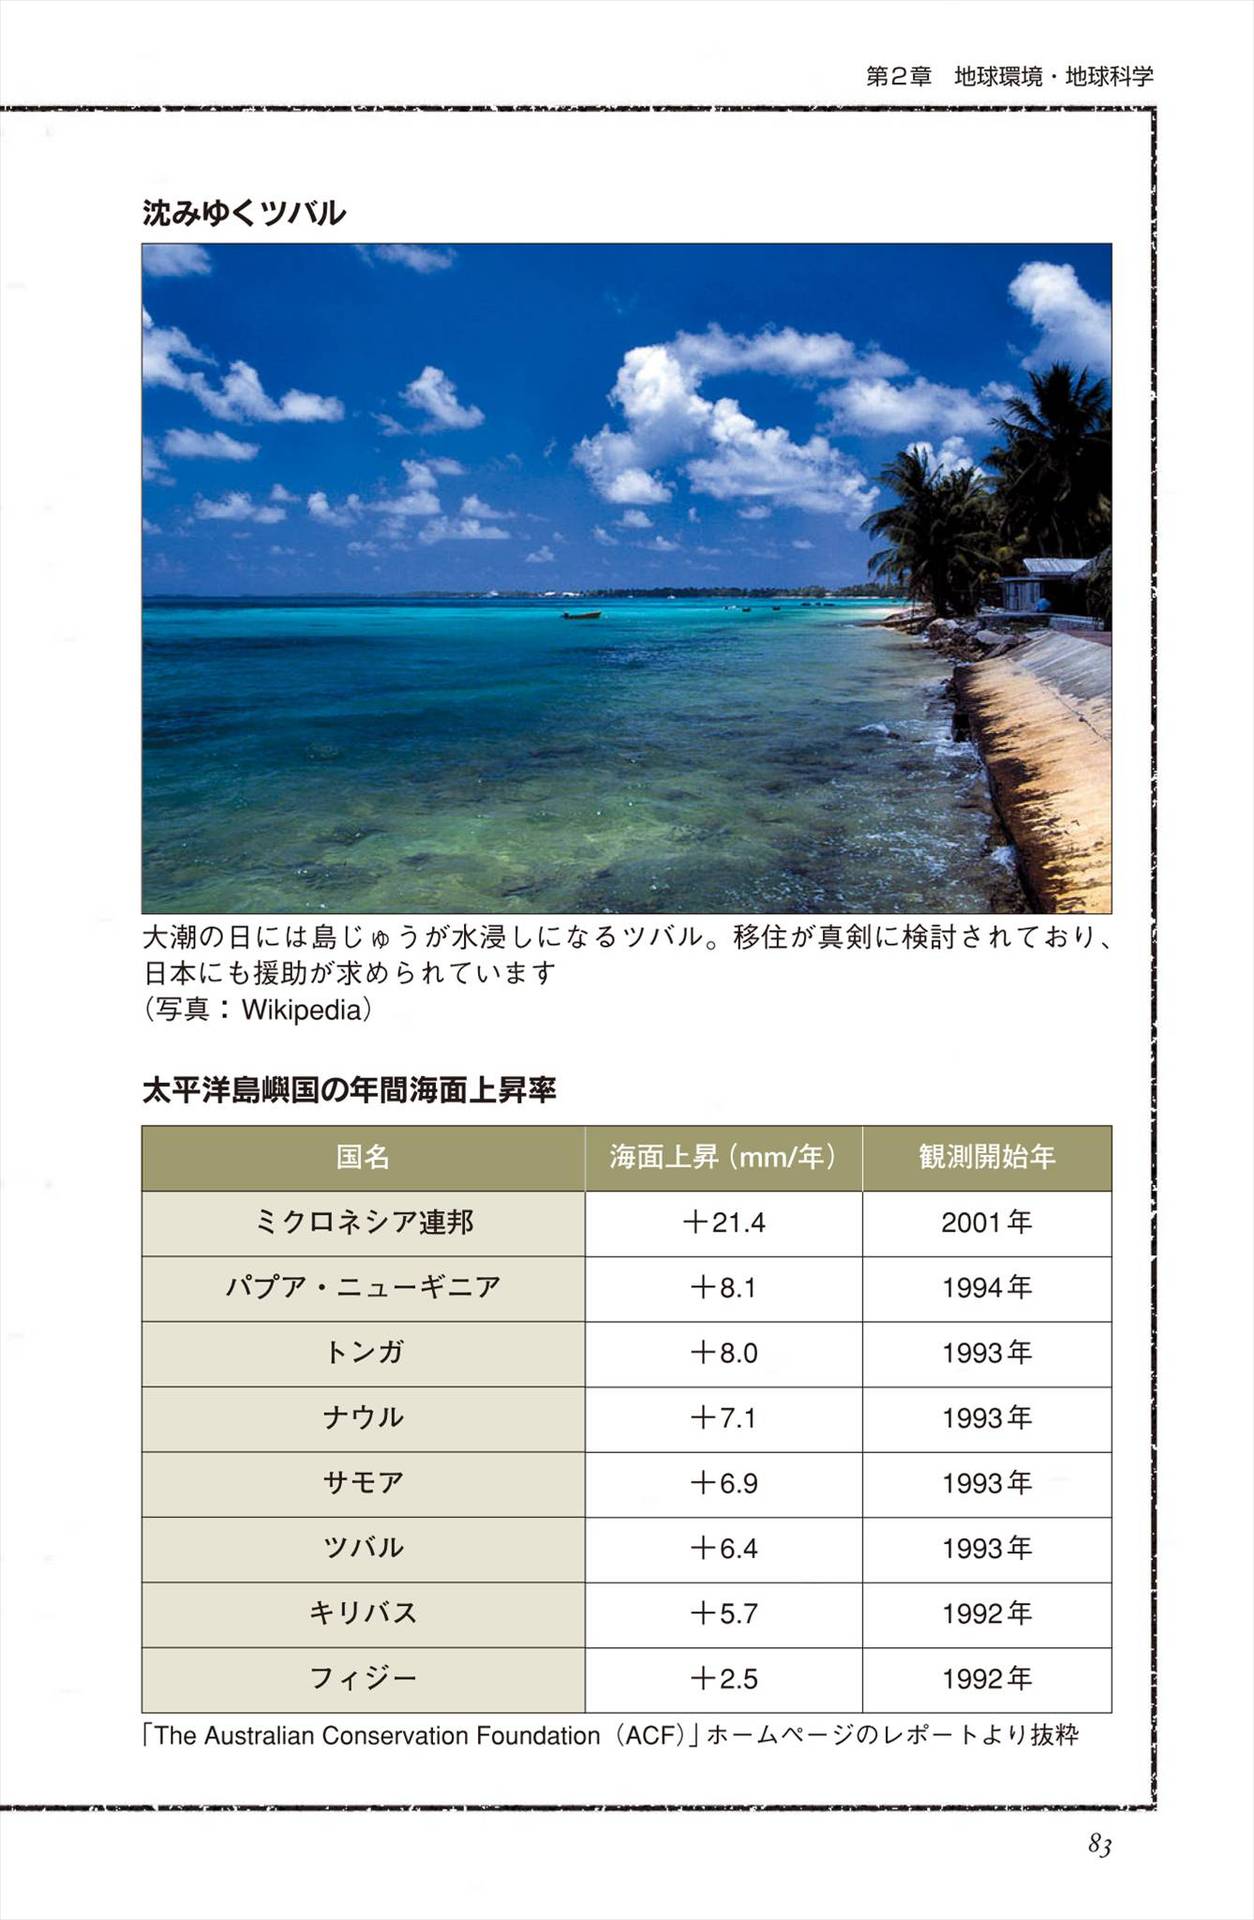 第2章　地球環境・地球科学
沈みゆくツバル
大潮の日には島じゅうが水浸しになるツバル。移住が真剣に検討されており、
日本にも援助が求められています
（写真：Wikipedia）
太平洋島嶼国の年間海面上昇率
国名　海面上昇（mm/年）　観測開始年
ミクロネシア連邦　＋21.4　2001年
パプア・ニューギニア　＋8.1　1994年
トンガ　＋8.0　1993年
ナウル　＋7.1　1993年
サモア　＋6.9　1993年
ツバル　＋6.4　1993年
キリバス　＋5.7　1992年
フィジー　＋2.5　1992年
「The Australian Conservation Foundation（ACF）」ホームページのレポートより抜粋
83